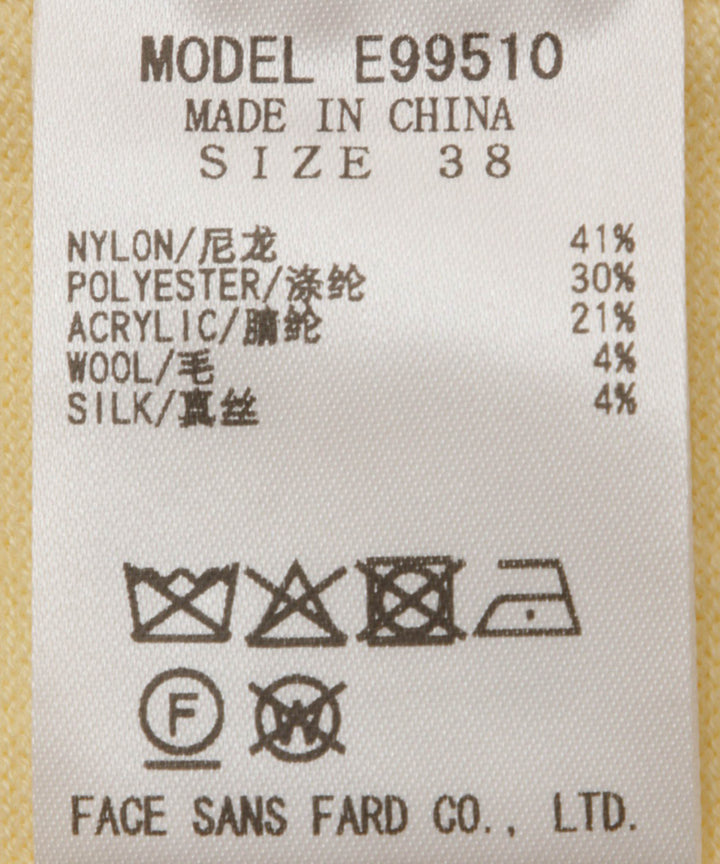 MODEL E99510
MADE IN CHINA
SIZE 38
NYLON/尼龙 41%
POLYESTER/涤纶 30%
ACRYLIC/腈纶 21%
WOOL/毛 4%
SILK/真丝 4%
F W
FACE SANS FARD CO., LTD.